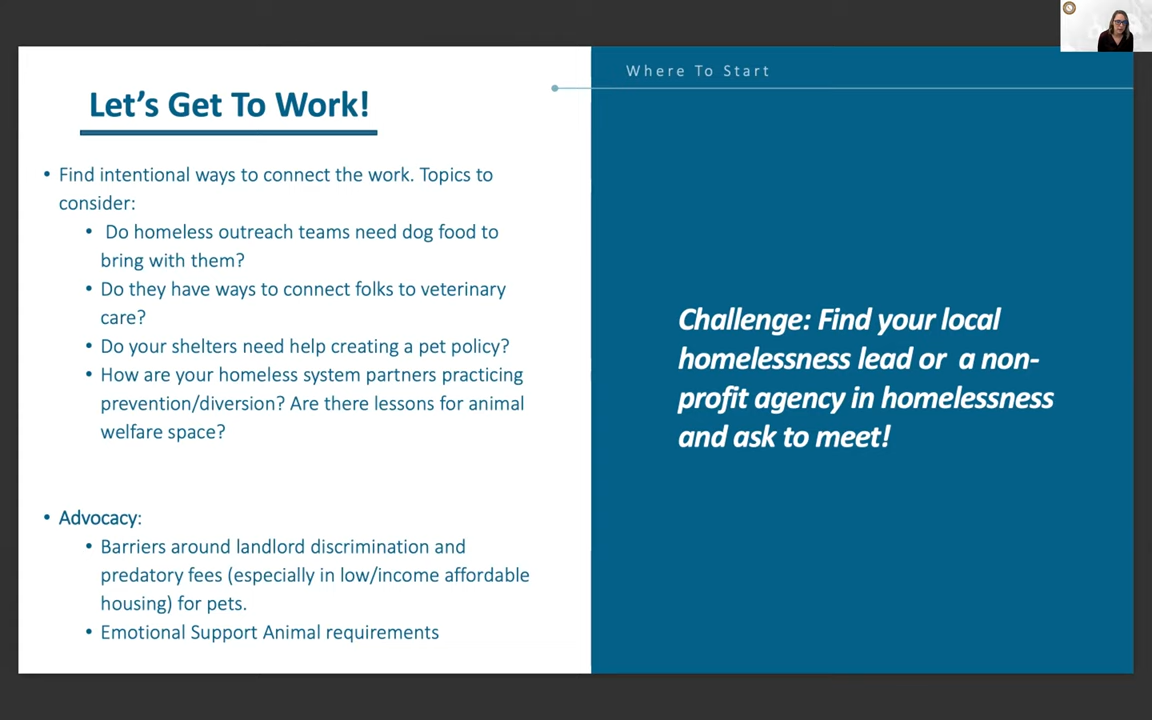 Let's Get To Work!
• Find intentional ways to connect the work. Topics to
consider:
• Do homeless outreach teams need dog food to
bring with them?
• Do they have ways to connect folks to veterinary
care?
• Do your shelters need help creating a pet policy?
• How are your homeless system partners practicing
prevention/diversion? Are there lessons for animal
welfare space?
• Advocacy:
• Barriers around landlord discrimination and
predatory fees (especially in low/income affordable
housing) for pets.
• Emotional Support Animal requirements
Where To Start
Challenge: Find your local
homelessness lead or a non-
profit agency in homelessness
and ask to meet!